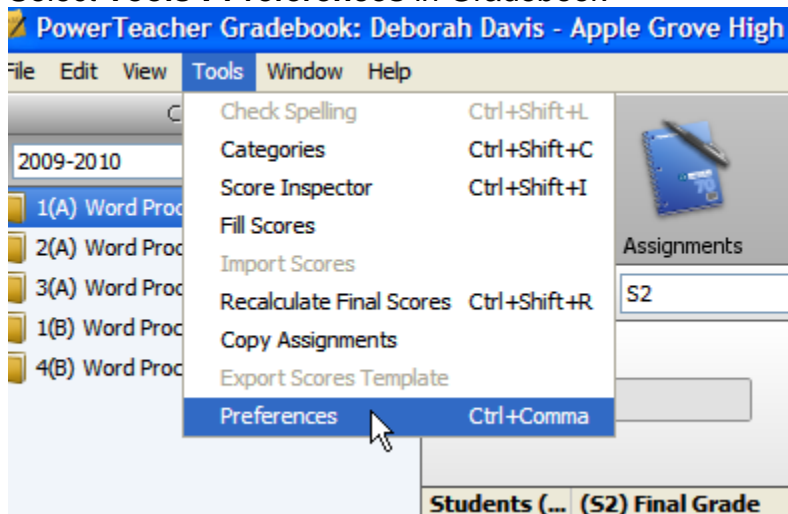 PowerTeacher Gradebook: Deborah Davis - Apple Grove High
File Edit View Tools Window Help
Check Spelling Ctrl+Shift+L
Categories Ctrl+Shift+C
Score Inspector Ctrl+Shift+I
Fill Scores
Import Scores
Recalculate Final Scores Ctrl+Shift+R
Copy Assignments
Export Scores Template
Preferences Ctrl+Comma
2009-2010
1(A) Word Proc
2(A) Word Proc
3(A) Word Proc
1(B) Word Proc
4(B) Word Proc
70
Assignments
S2
Students (... (S2) Final Grade